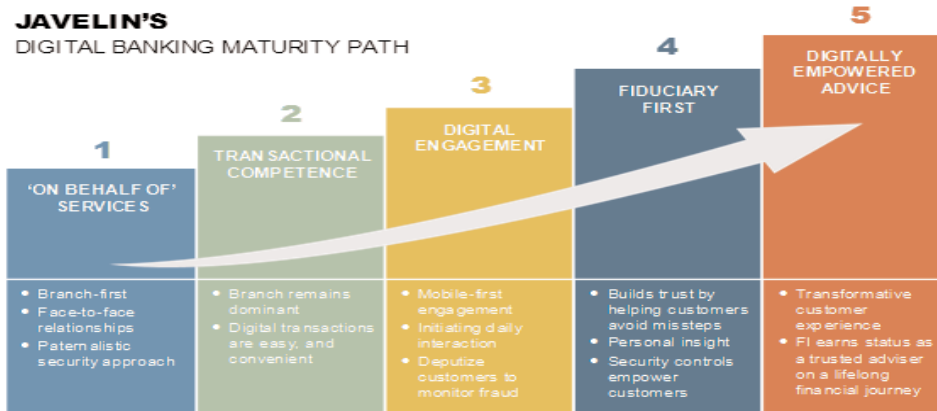 JAVELIN'S
DIGITAL BANKING MATURITY PATH
1
'ON BEHALF OF'
SERVICES
• Branch-first
• Face-to-face
relationships
• Paternalistic
security approach
2
TRANSACTIONAL
COMPETENCE
• Branch remains
dominant
• Digital transactions
are easy, and
convenient
3
DIGITAL
ENGAGEMENT
• Mobile-first
engagement
• Initiating daily
interaction
• Deputize
customers to
monitor fraud
4
FIDUCIARY
FIRST
• Builds trust by
helping customers
avoid missteps
• Personal insight
• Security controls
empower
customers
5
DIGITALLY
EMPOWERED
ADVICE
• Transformative
customer
experience
• FI earns status as
a trusted adviser
on a lifelong
financial journey